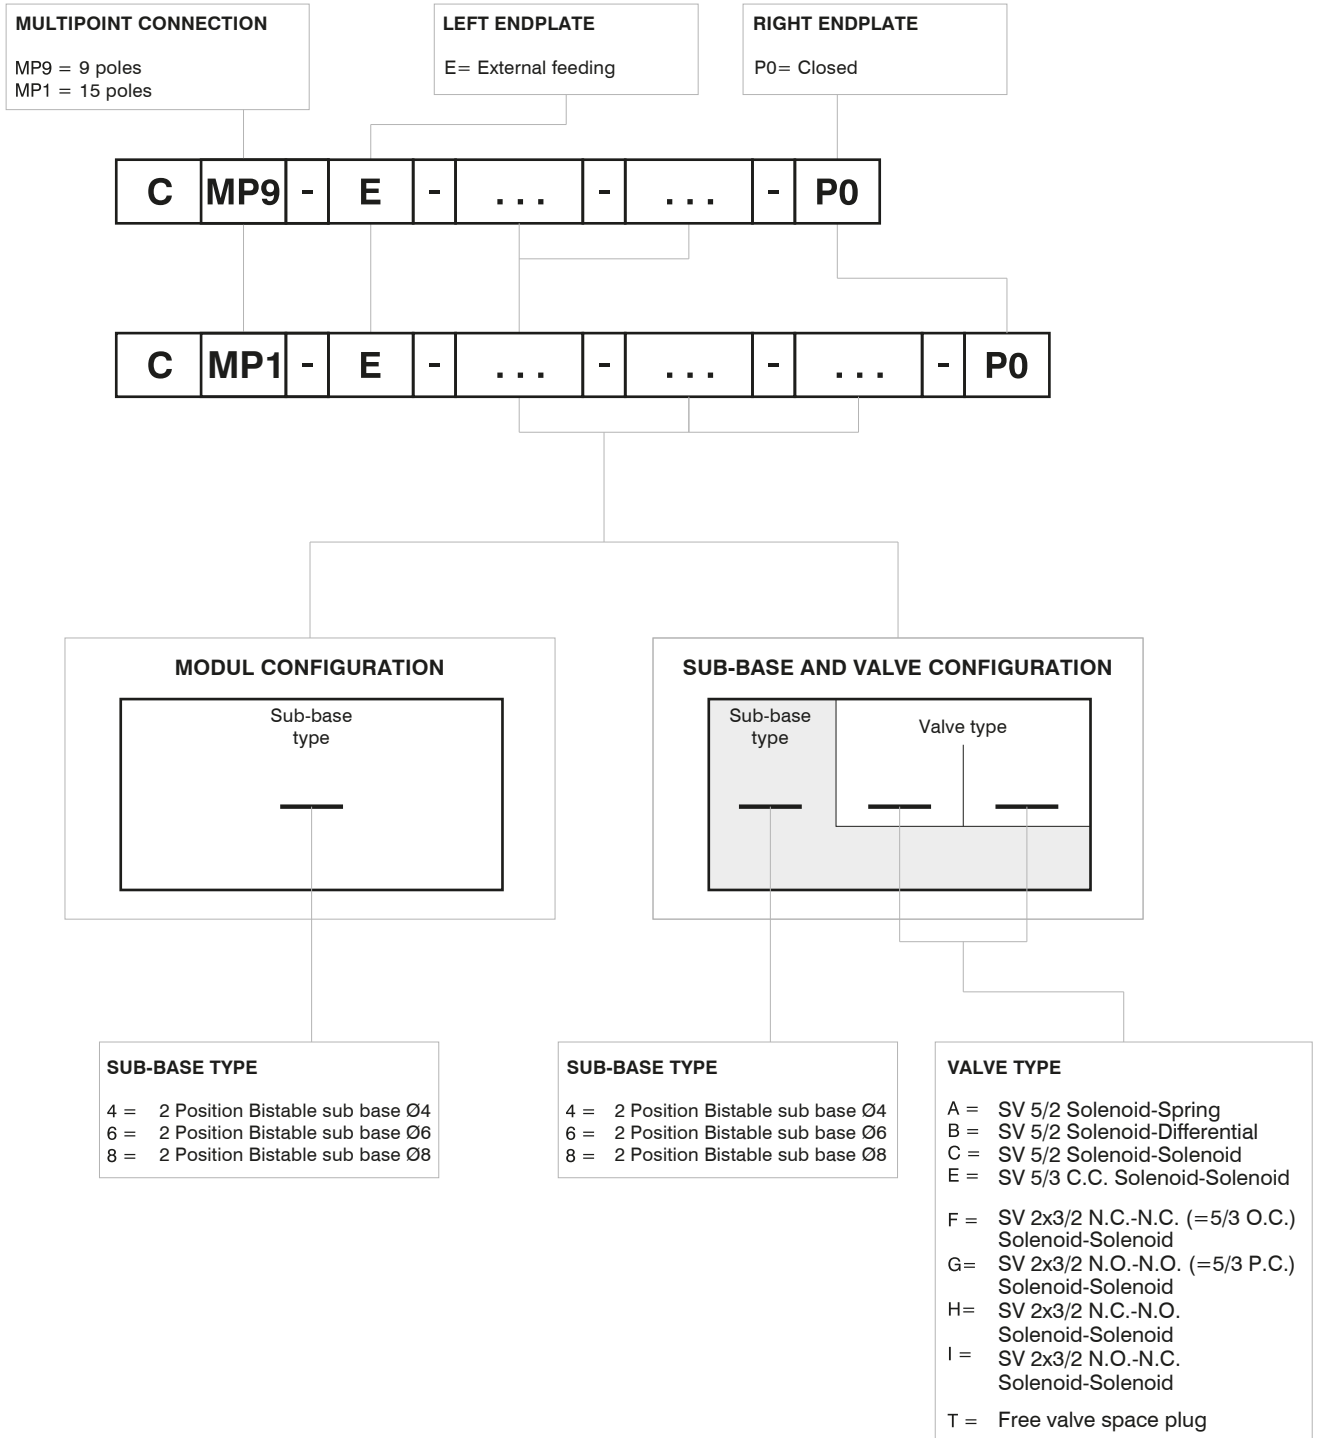 MULTIPOINT CONNECTION
MP9 = 9 poles
MP1 = 15 poles
LEFT ENDPLATE
E= External feeding
RIGHT ENDPLATE
P0= Closed
C MP9 - E - ... - ... - P0
C MP1 - E - ... - ... - ... - P0
MODUL CONFIGURATION
Sub-base
type
SUB-BASE AND VALVE CONFIGURATION
Sub-base
type
Valve type
SUB-BASE TYPE
4 = 2 Position Bistable sub base Ø4
6 = 2 Position Bistable sub base Ø6
8 = 2 Position Bistable sub base Ø8
SUB-BASE TYPE
4 = 2 Position Bistable sub base Ø4
6 = 2 Position Bistable sub base Ø6
8 = 2 Position Bistable sub base Ø8
VALVE TYPE
A = SV 5/2 Solenoid-Spring
B = SV 5/2 Solenoid-Differential
C = SV 5/2 Solenoid-Solenoid
E = SV 5/3 C.C. Solenoid-Solenoid
F = SV 2x3/2 N.C.-N.C. (=5/3 O.C.)
Solenoid-Solenoid
G= SV 2x3/2 N.O.-N.O. (=5/3 P.C.)
Solenoid-Solenoid
H= SV 2x3/2 N.C.-N.O.
Solenoid-Solenoid
I = SV 2x3/2 N.O.-N.C.
Solenoid-Solenoid
T = Free valve space plug